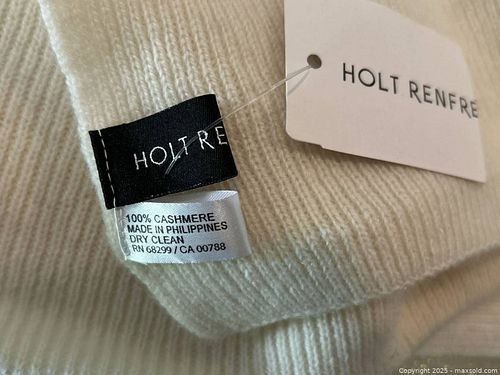 HOLT RENFRE
HOLT RE
100% CASHMERE
MADE IN PHILIPPINES
DRY CLEAN
RN 68299 / CA 00788
Copyright 2025 - maxsold.com